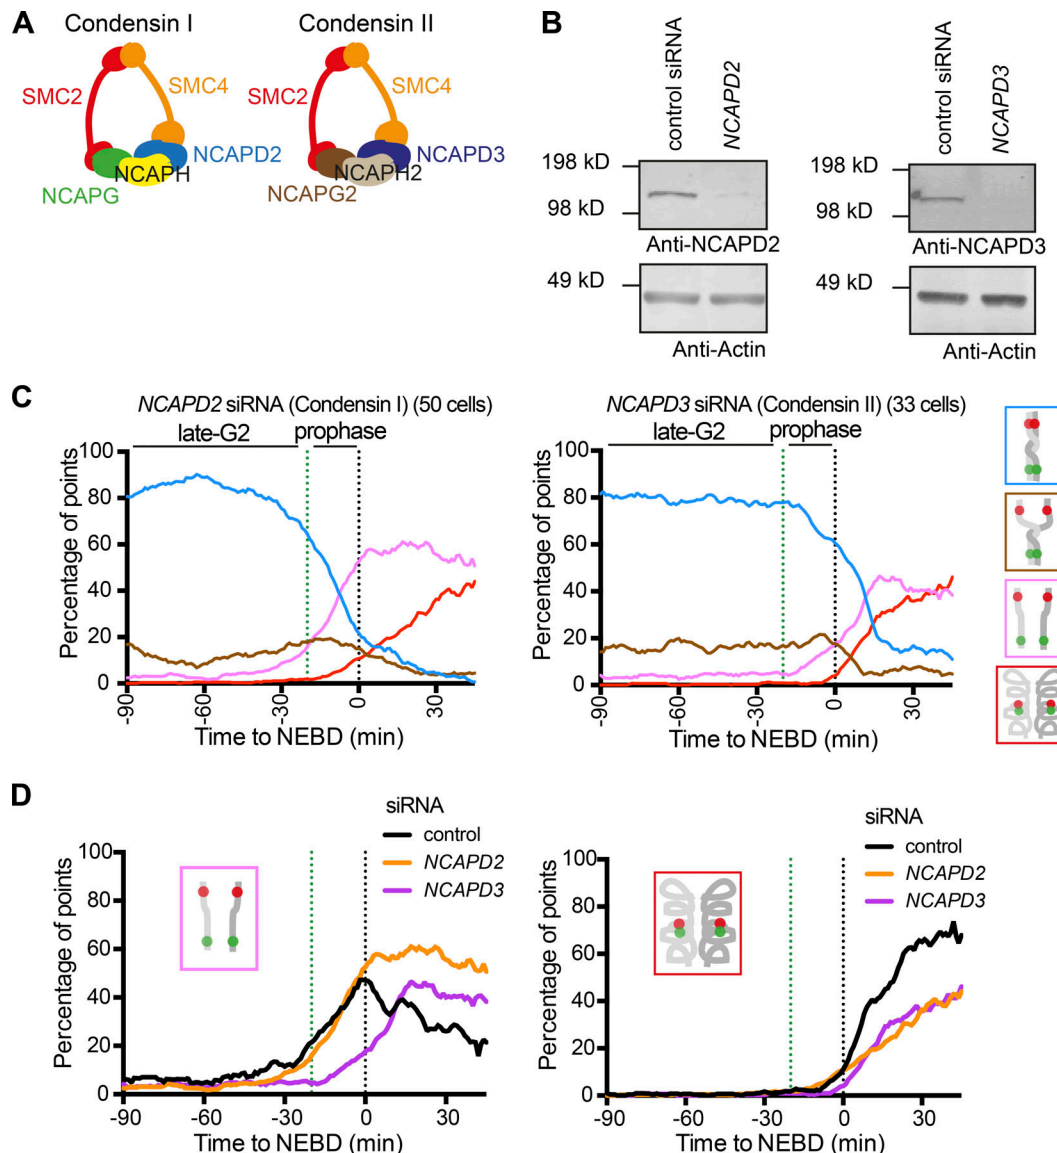 A
Condensin I
Condensin II
SMC2
SMC4
NCAPD2
NCAPH
NCAPG
SMC2
SMC4
NCAPD3
NCAPH2
NCAPG2
B
control siRNA
NCAPD2
198 kD
98 kD
Anti-NCAPD2
49 kD
Anti-Actin
control siRNA
NCAPD3
198 kD
98 kD
Anti-NCAPD3
49 kD
Anti-Actin
C
NCAPD2 siRNA (Condensin I) (50 cells)
late-G2 prophase
Percentage of points
100
80
60
40
20
0
-90 -60 -30 0 30
Time to NEBD (min)
NCAPD3 siRNA (Condensin II) (33 cells)
late-G2 prophase
Percentage of points
100
80
60
40
20
0
-90 -60 -30 0 30
Time to NEBD (min)
D
siRNA
control
NCAPD2
NCAPD3
Percentage of points
100
80
60
40
20
0
-90 -60 -30 0 30
Time to NEBD (min)
siRNA
control
NCAPD2
NCAPD3
Percentage of points
100
80
60
40
20
0
-90 -60 -30 0 30
Time to NEBD (min)